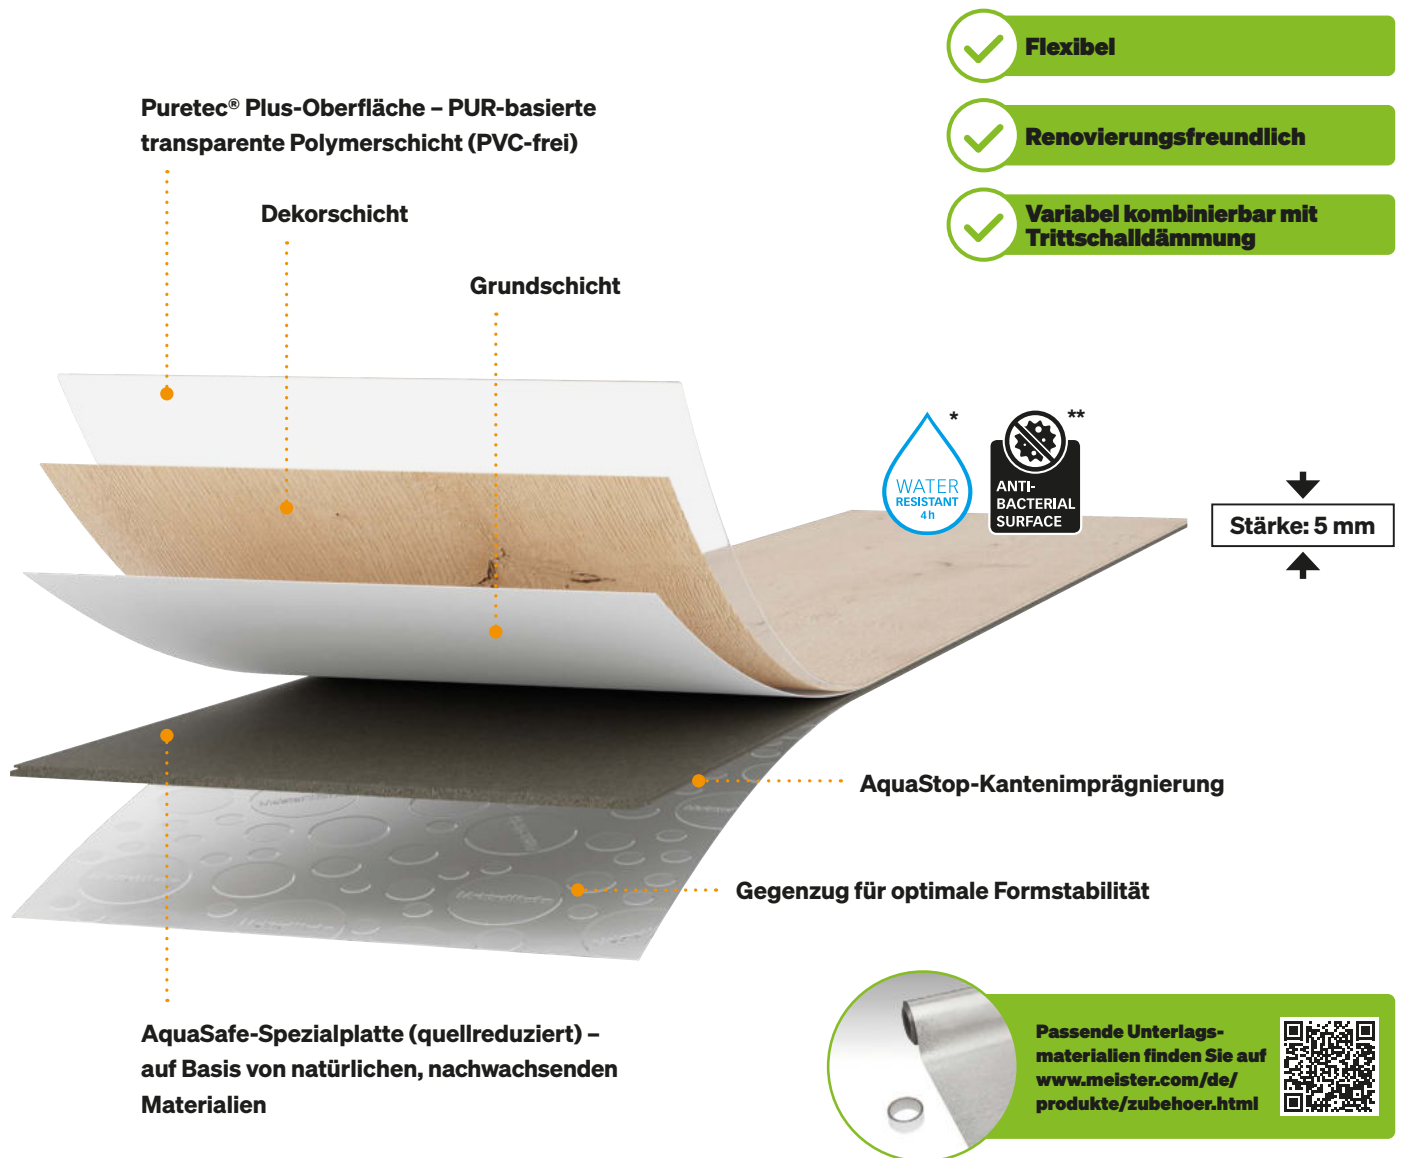 Flexibel
Renovierungsfreundlich
Variabel kombinierbar mit
Trittschalldämmung
Puretec® Plus-Oberfläche – PUR-basierte
transparente Polymerschicht (PVC-frei)
Dekorschicht
Grundschicht
*
WATER
RESISTANT
4h
**
ANTI-
BACTERIAL
SURFACE
Stärke: 5 mm
AquaStop-Kantenimprägnierung
Gegenzug für optimale Formstabilität
AquaSafe-Spezialplatte (quellreduziert) –
auf Basis von natürlichen, nachwachsenden
Materialien
Passende Unterlags-
materialien finden Sie auf
www.meister.com/de/
produkte/zubehoer.html